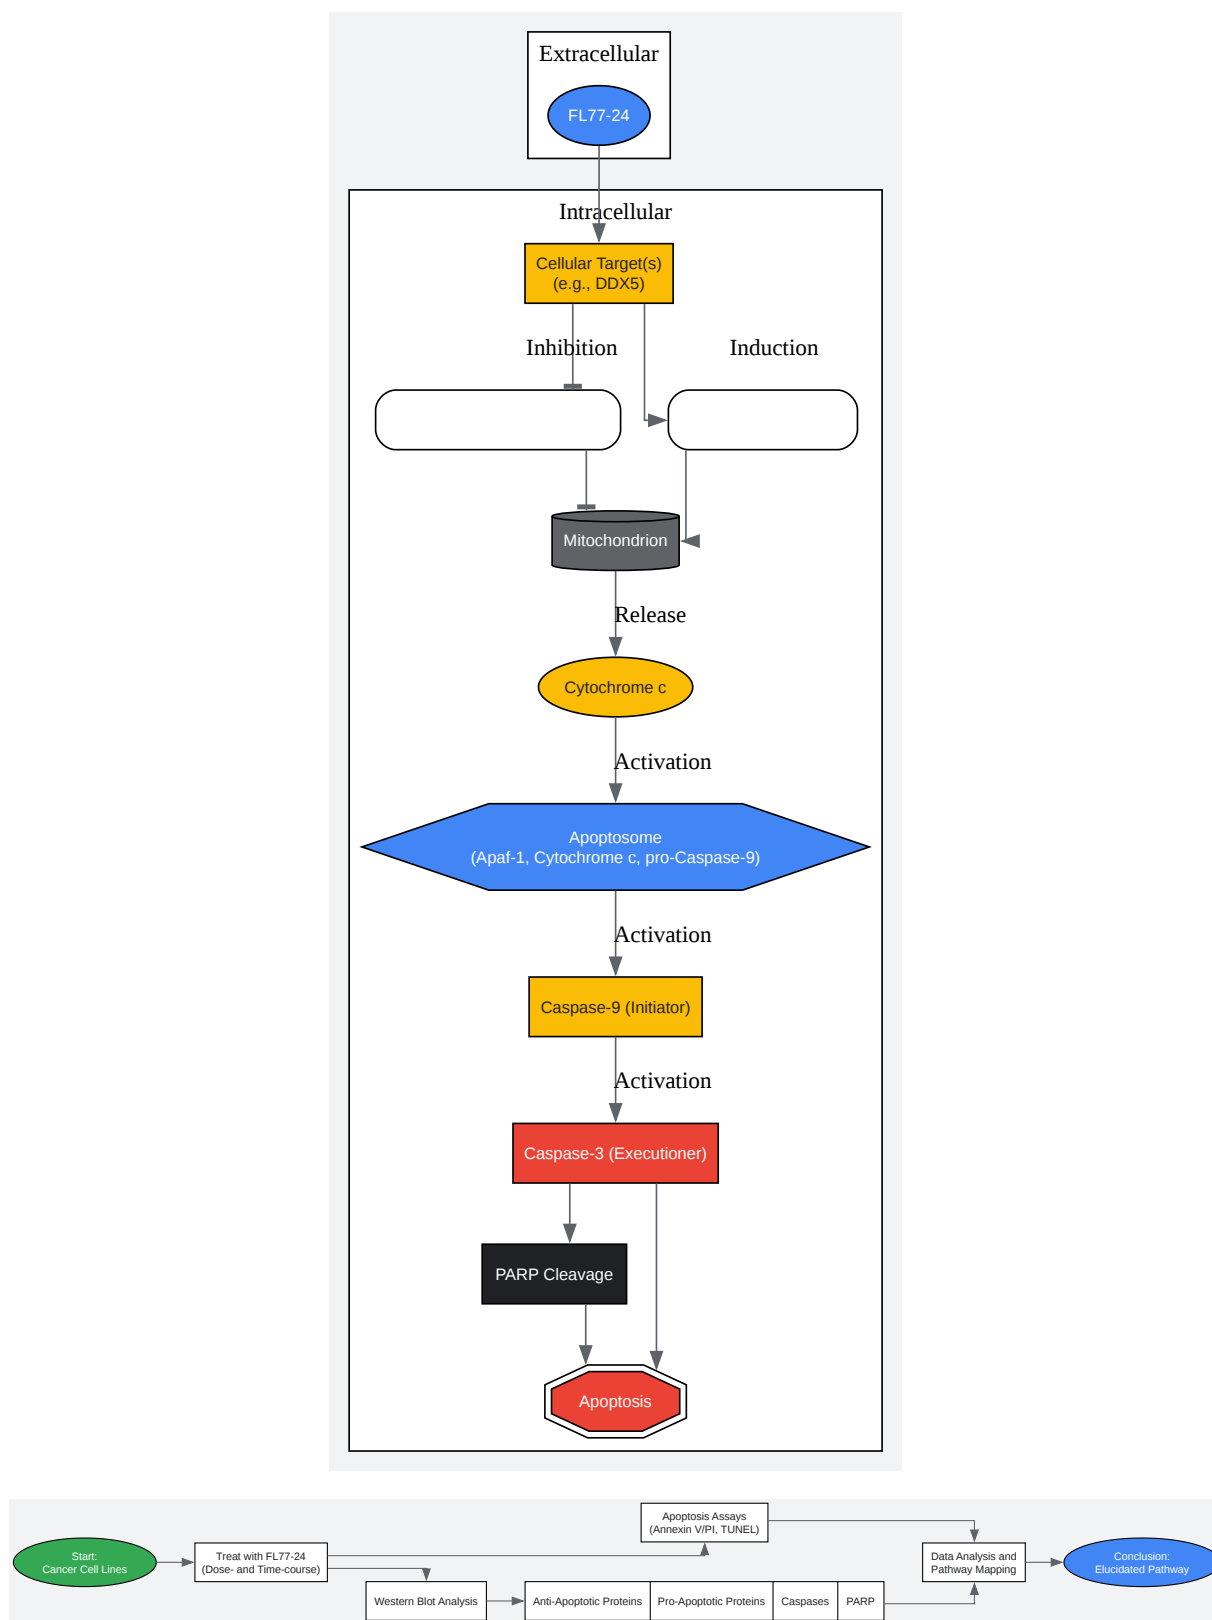 Extracellular
FL77-24
Intracellular
Cellular Target(s)
(e.g., DDX5)
Inhibition
Induction
Mitochondrion
Release
Cytochrome c
Activation
Apoptosome
(Apaf-1, Cytochrome c, pro-Caspase-9)
Activation
Caspase-9 (Initiator)
Activation
Caspase-3 (Executioner)
PARP Cleavage
Apoptosis
Start:
Cancer Cell Lines
Treat with FL77-24
(Dose- and Time-course)
Apoptosis Assays
(Annexin V/PI, TUNEL)
Western Blot Analysis
Anti-Apoptotic Proteins
Pro-Apoptotic Proteins
Caspases
PARP
Data Analysis and
Pathway Mapping
Conclusion:
Elucidated Pathway